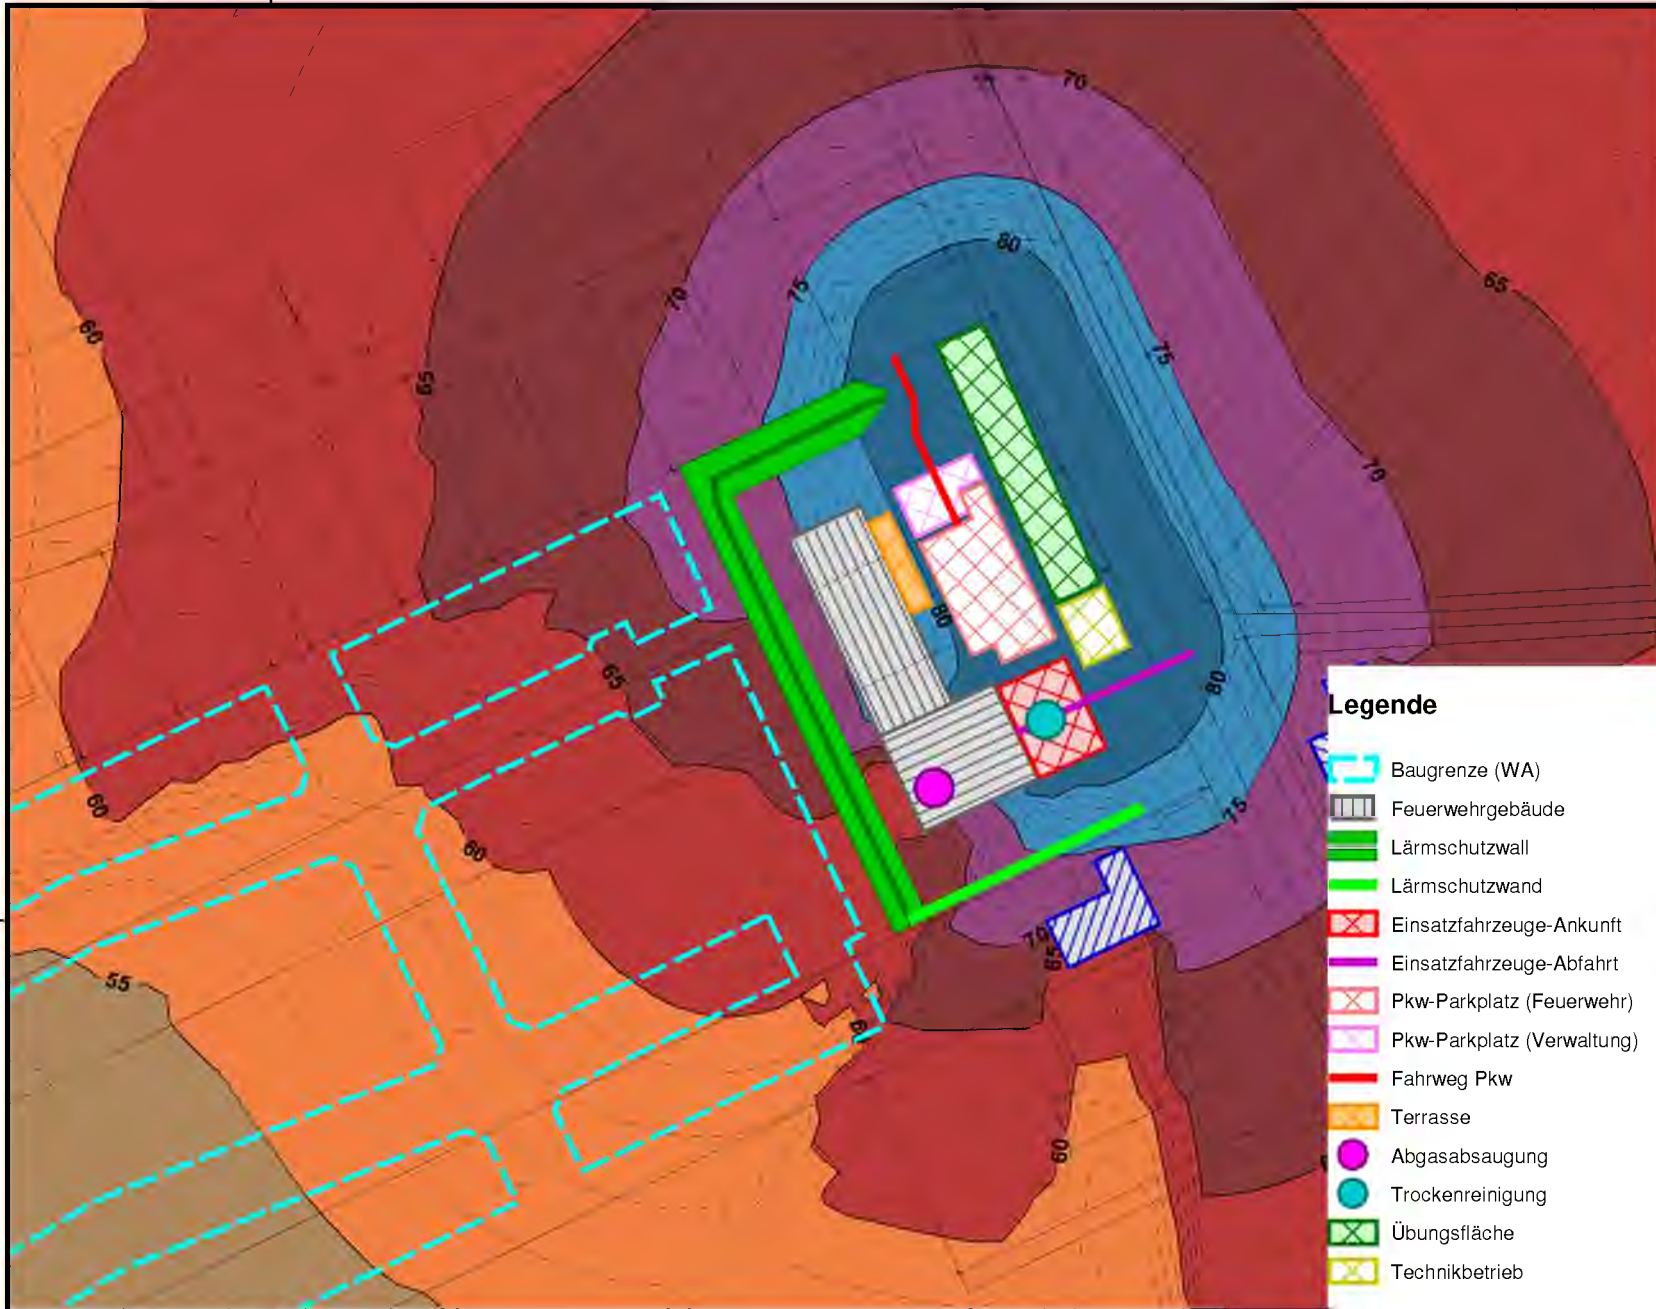 70
70
80
65
75
70
60
75
65
70
80
65
80
60
75
60
70
65
55
60
60
Legende
Baugrenze (WA)
Feuerwehrgebäude
Lärmschutzwall
Lärmschutzwand
Einsatzfahrzeuge-Ankunft
Einsatzfahrzeuge-Abfahrt
Pkw-Parkplatz (Feuerwehr)
Pkw-Parkplatz (Verwaltung)
Fahrweg Pkw
Terrasse
Abgasabsaugung
Trockenreinigung
Übungsfläche
Technikbetrieb